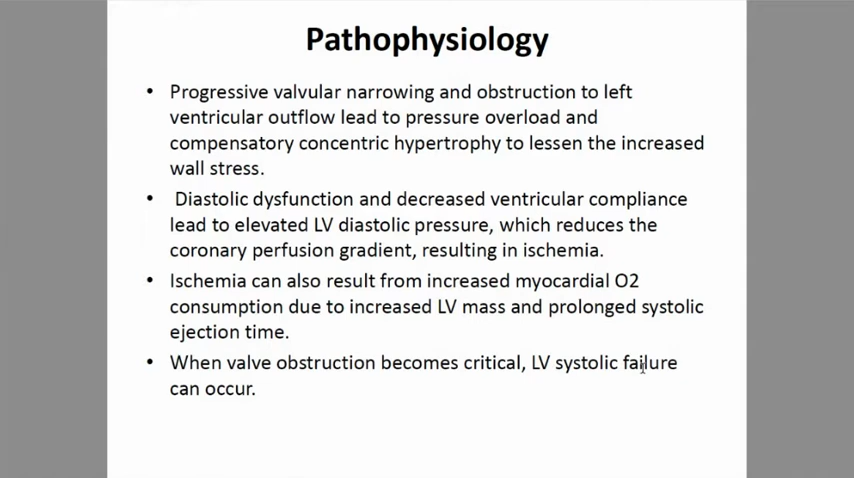 Pathophysiology
• Progressive valvular narrowing and obstruction to left
ventricular outflow lead to pressure overload and
compensatory concentric hypertrophy to lessen the increased
wall stress.
• Diastolic dysfunction and decreased ventricular compliance
lead to elevated LV diastolic pressure, which reduces the
coronary perfusion gradient, resulting in ischemia.
• Ischemia can also result from increased myocardial O2
consumption due to increased LV mass and prolonged systolic
ejection time.
• When valve obstruction becomes critical, LV systolic failure
can occur.